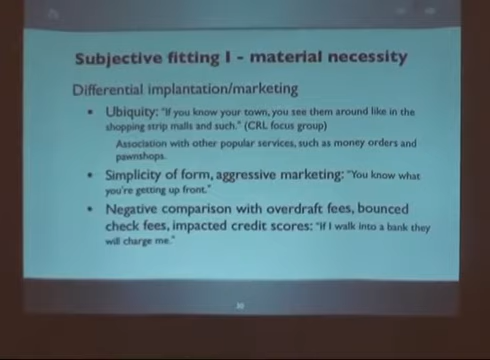 Subjective fitting I - material necessity
Differential implantation/marketing
• Ubiquity: "If you know your town, you see them around like in the
shopping strip malls and such." (CRL focus group)
Association with other popular services, such as money orders and
pawnshops.
• Simplicity of form, aggressive marketing: "You know what
you're getting up front."
• Negative comparison with overdraft fees, bounced
check fees, impacted credit scores: "If I walk into a bank they
will charge me."